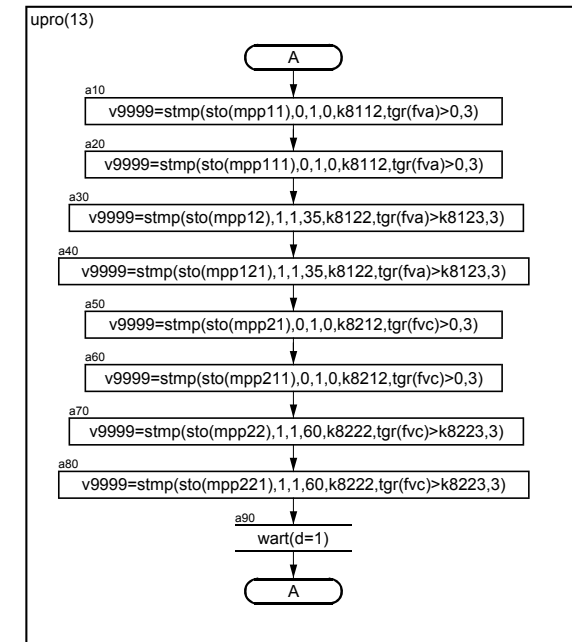 upro(13)
A
a10
v9999=stmp(sto(mpp11),0,1,0,k8112,tgr(fva)>0,3)
a20
v9999=stmp(sto(mpp111),0,1,0,k8112,tgr(fva)>0,3)
a30
v9999=stmp(sto(mpp12),1,1,35,k8122,tgr(fva)>k8123,3)
a40
v9999=stmp(sto(mpp121),1,1,35,k8122,tgr(fva)>k8123,3)
a50
v9999=stmp(sto(mpp21),0,1,0,k8212,tgr(fvc)>0,3)
a60
v9999=stmp(sto(mpp211),0,1,0,k8212,tgr(fvc)>0,3)
a70
v9999=stmp(sto(mpp22),1,1,60,k8222,tgr(fvc)>k8223,3)
a80
v9999=stmp(sto(mpp221),1,1,60,k8222,tgr(fvc)>k8223,3)
a90
wart(d=1)
A